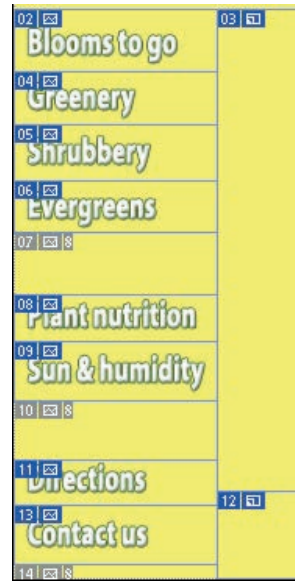 02
03
Blooms to go
04
Greenery
05
Shrubbery
06
Evergreens
07 8
08
Plant nutrition
09
Sun & humidity
10 8
11
Directions
12
13
Contact us
14 8